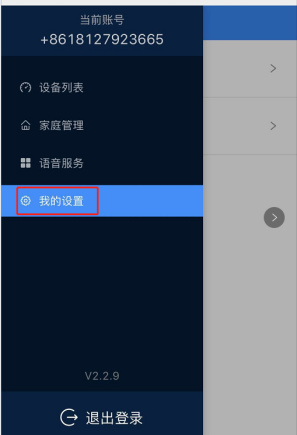 当前账号
+8618127923665
设备列表
家庭管理
语音服务
我的设置
V2.2.9
退出登录